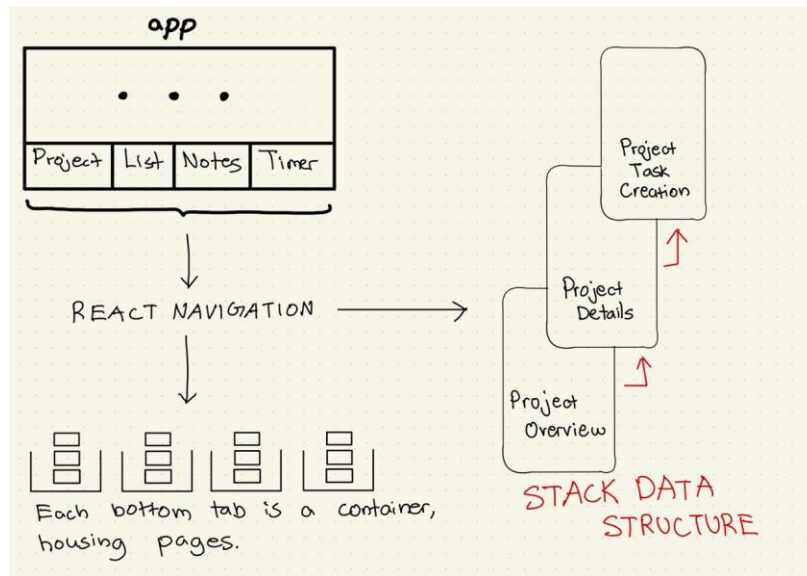 app
Project List Notes Timer
REACT NAVIGATION
Each bottom tab is a container,
housing pages.
Project
Task
Creation
Project
Details
Project
Overview
STACK DATA
STRUCTURE